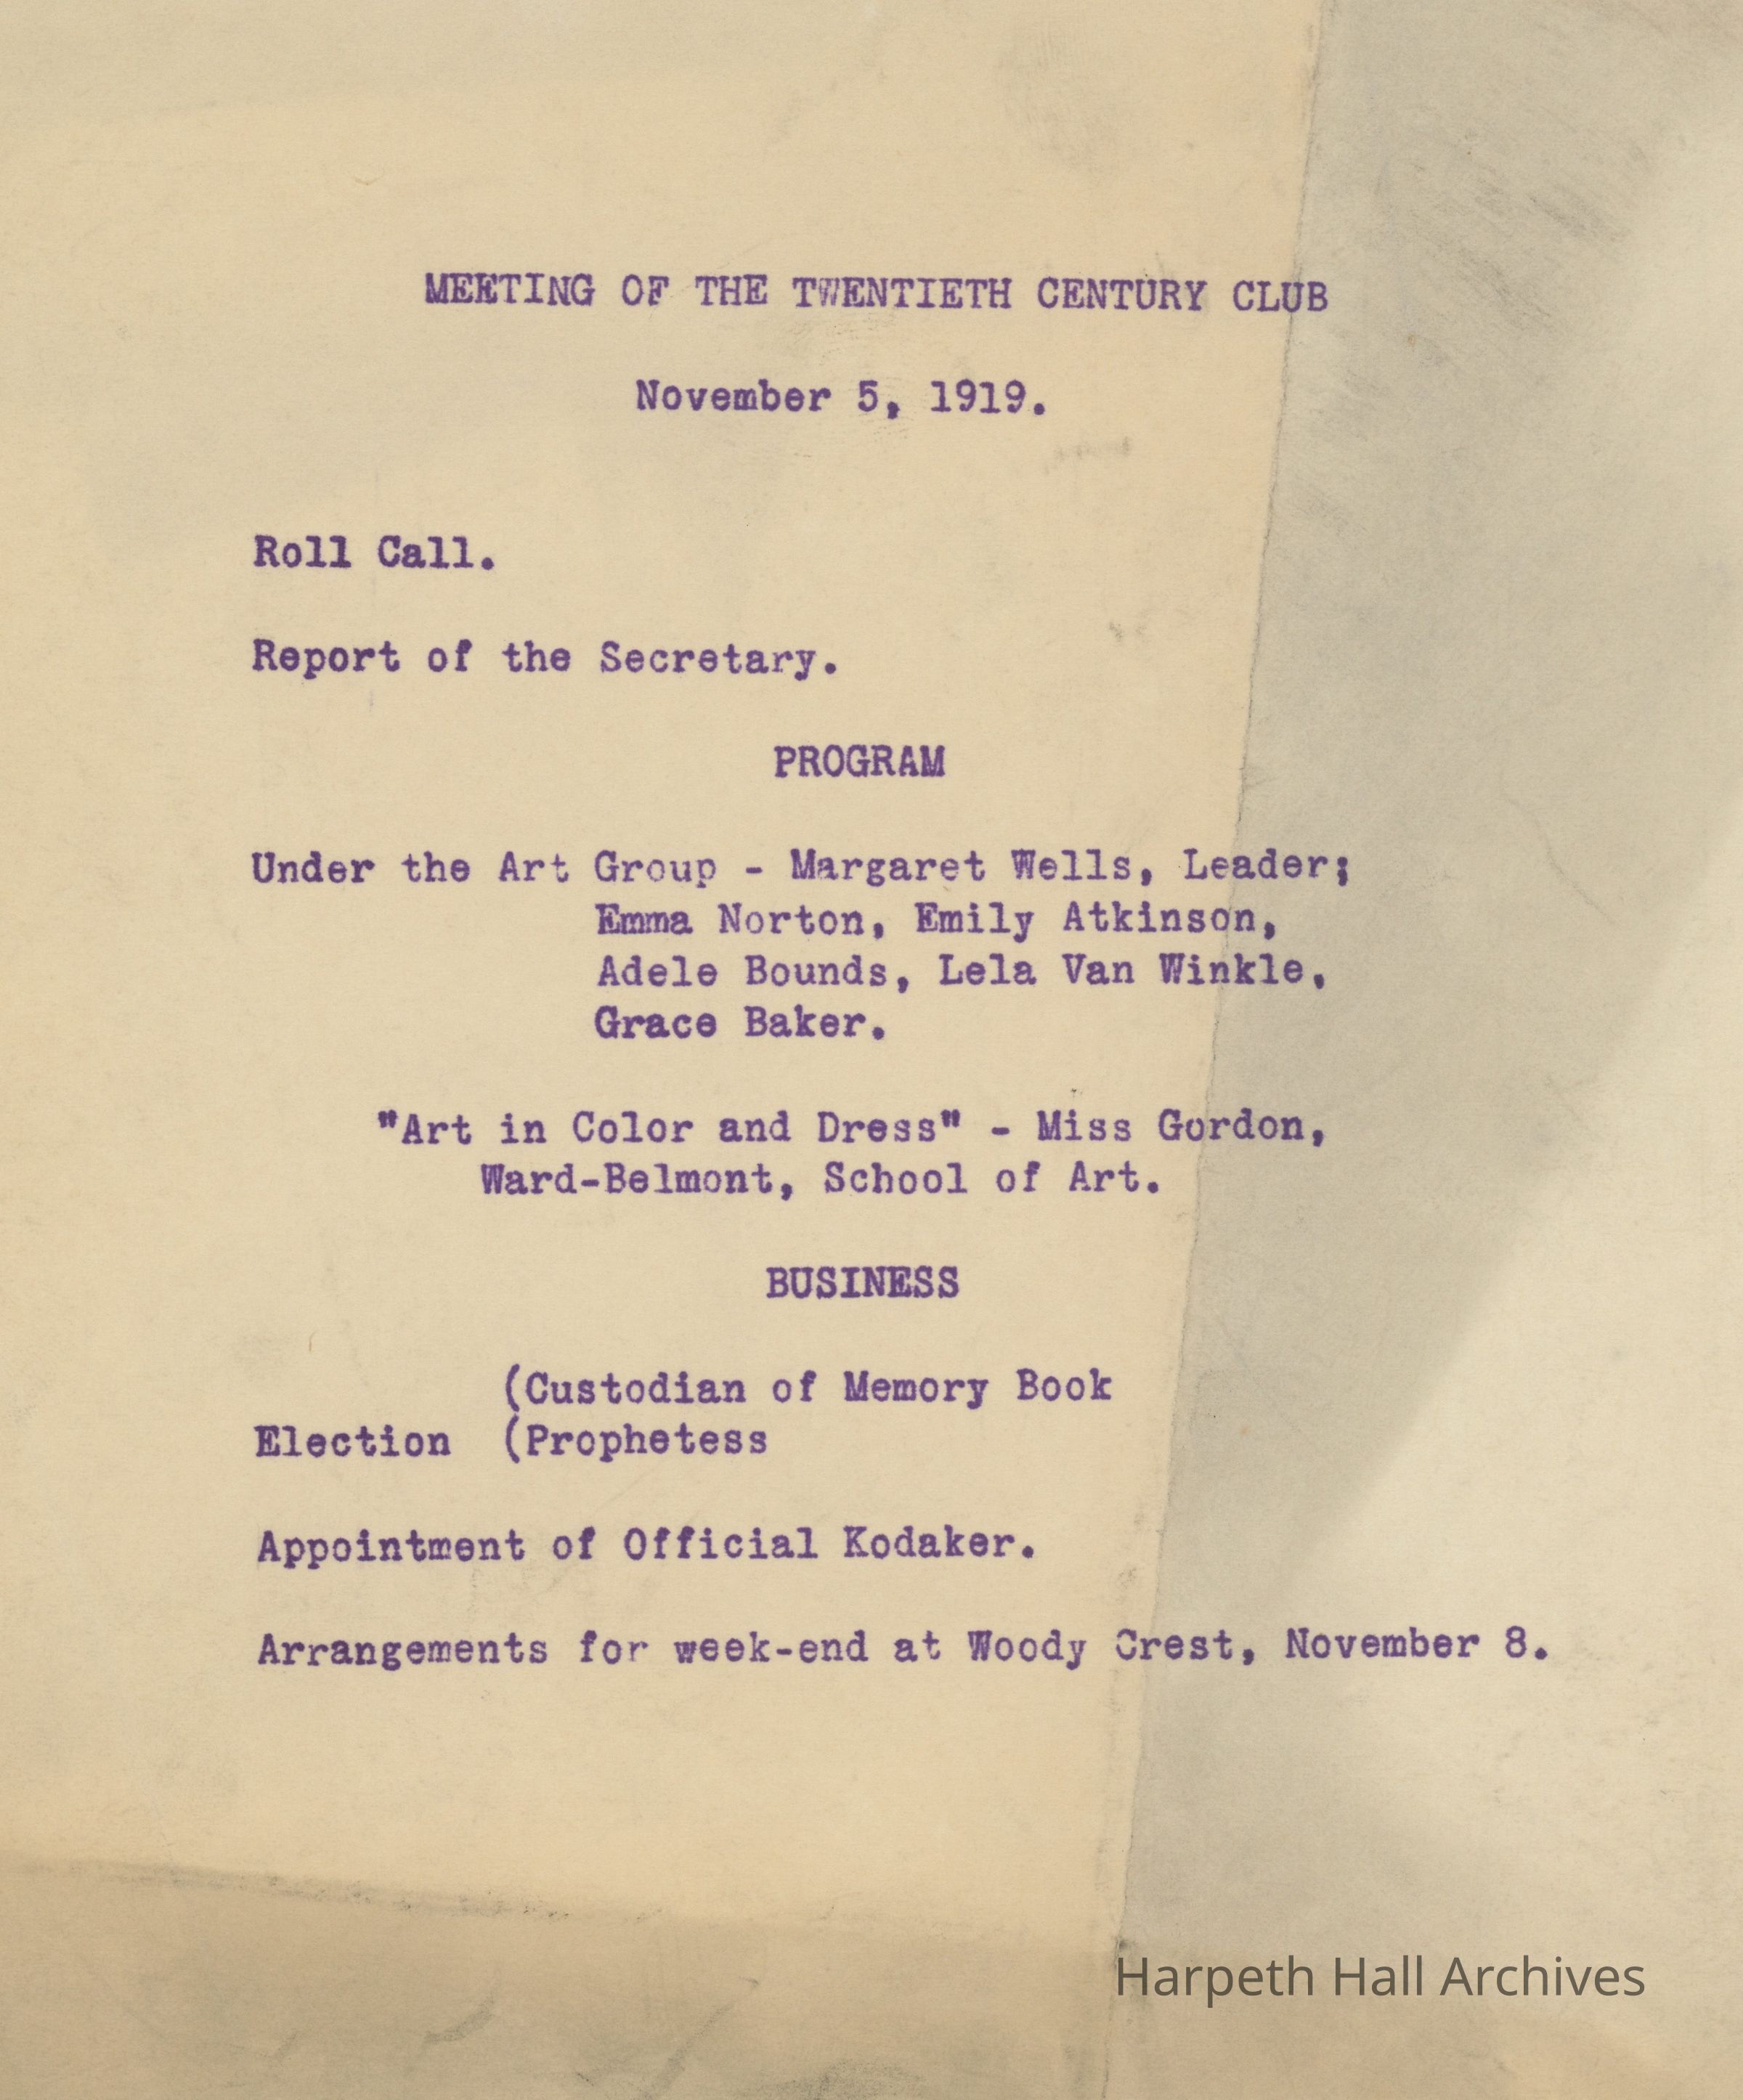 MEETING OF THE TWENTIETH CENTURY CLUB
November 5, 1919.
Roll Call.
Report of the Secretary.
PROGRAM
Under the Art Group - Margaret Wells, Leader;
Emma Norton, Emily Atkinson,
Adele Bounds, Lela Van Winkle,
Grace Baker.
"Art in Color and Dress" - Miss Gordon,
Ward-Belmont, School of Art.
BUSINESS
(Custodian of Memory Book
Election (Prophetess
Appointment of Official Kodaker.
Arrangements for week-end at Woody Crest, November 8.
Harpeth Hall Archives